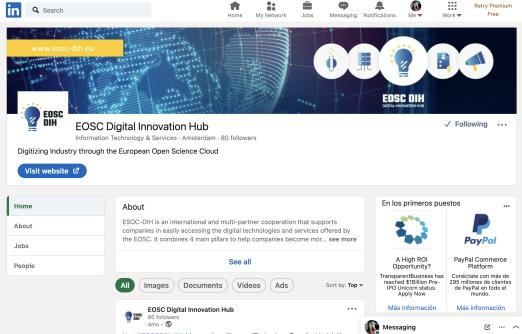 in
Search
Home
My Network
Jobs
Messaging
Notifications
Me
Work
Retry Premium
Free
www.eosc-dih.eu
EOSC DIH
DIGITAL INNOVATION HUB
EOSC
DIH
EOSC Digital Innovation Hub
Information Technology & Services · Amsterdam · 80 followers
Following
Digitizing Industry through the European Open Science Cloud
Visit website
Home
About
Jobs
People
About
ESOC-DIH is an international and multi-partner cooperation that supports
companies in easily accessing the digital technologies and services offered by
the EOSC. It combines 4 main pillars to help companies become mor... see more
See all
All
Images
Documents
Videos
Ads
Sort by: Top
EOSC
DIH
EOSC Digital Innovation Hub
80 followers
4mo
En los primeros puestos
A High ROI
Opportunity?
TransparentBusiness has
reached $1Billion Pre-
IPO Unicorn status.
Apply Now
Más información
PayPal
PayPal Commerce
Platform
Conéctate con más de
295 millones de clientes
de PayPal en todo el
mundo.
Más información
Messaging